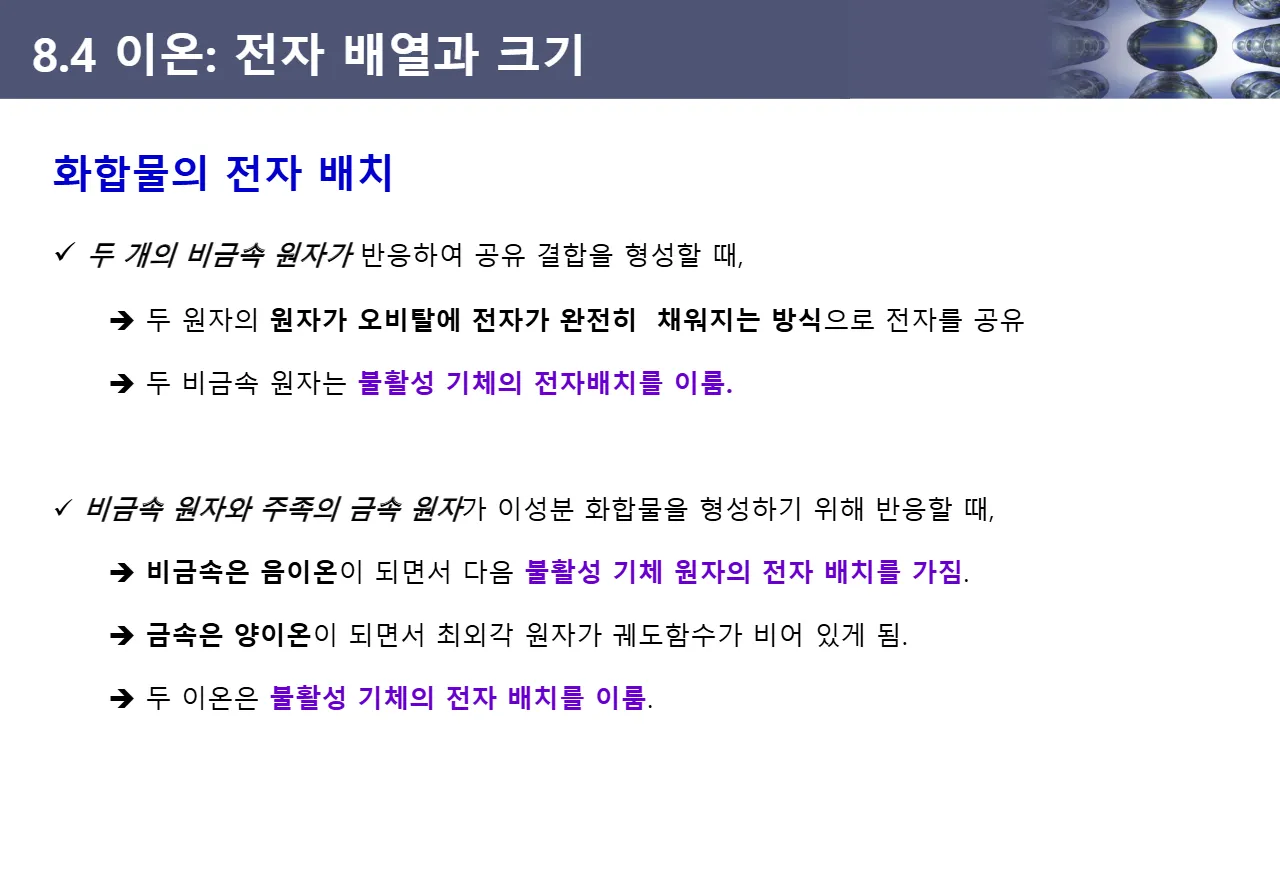 8.4 이온: 전자 배열과 크기
화합물의 전자 배치
✓ 두 개의 비금속 원자가 반응하여 공유 결합을 형성할 때,
➔ 두 원자의 원자가 오비탈에 전자가 완전히 채워지는 방식으로 전자를 공유
➔ 두 비금속 원자는 불활성 기체의 전자배치를 이룸.
✓ 비금속 원자와 주족의 금속 원자가 이성분 화합물을 형성하기 위해 반응할 때,
➔ 비금속은 음이온이 되면서 다음 불활성 기체 원자의 전자 배치를 가짐.
➔ 금속은 양이온이 되면서 최외각 원자가 궤도함수가 비어 있게 됨.
➔ 두 이온은 불활성 기체의 전자 배치를 이룸.